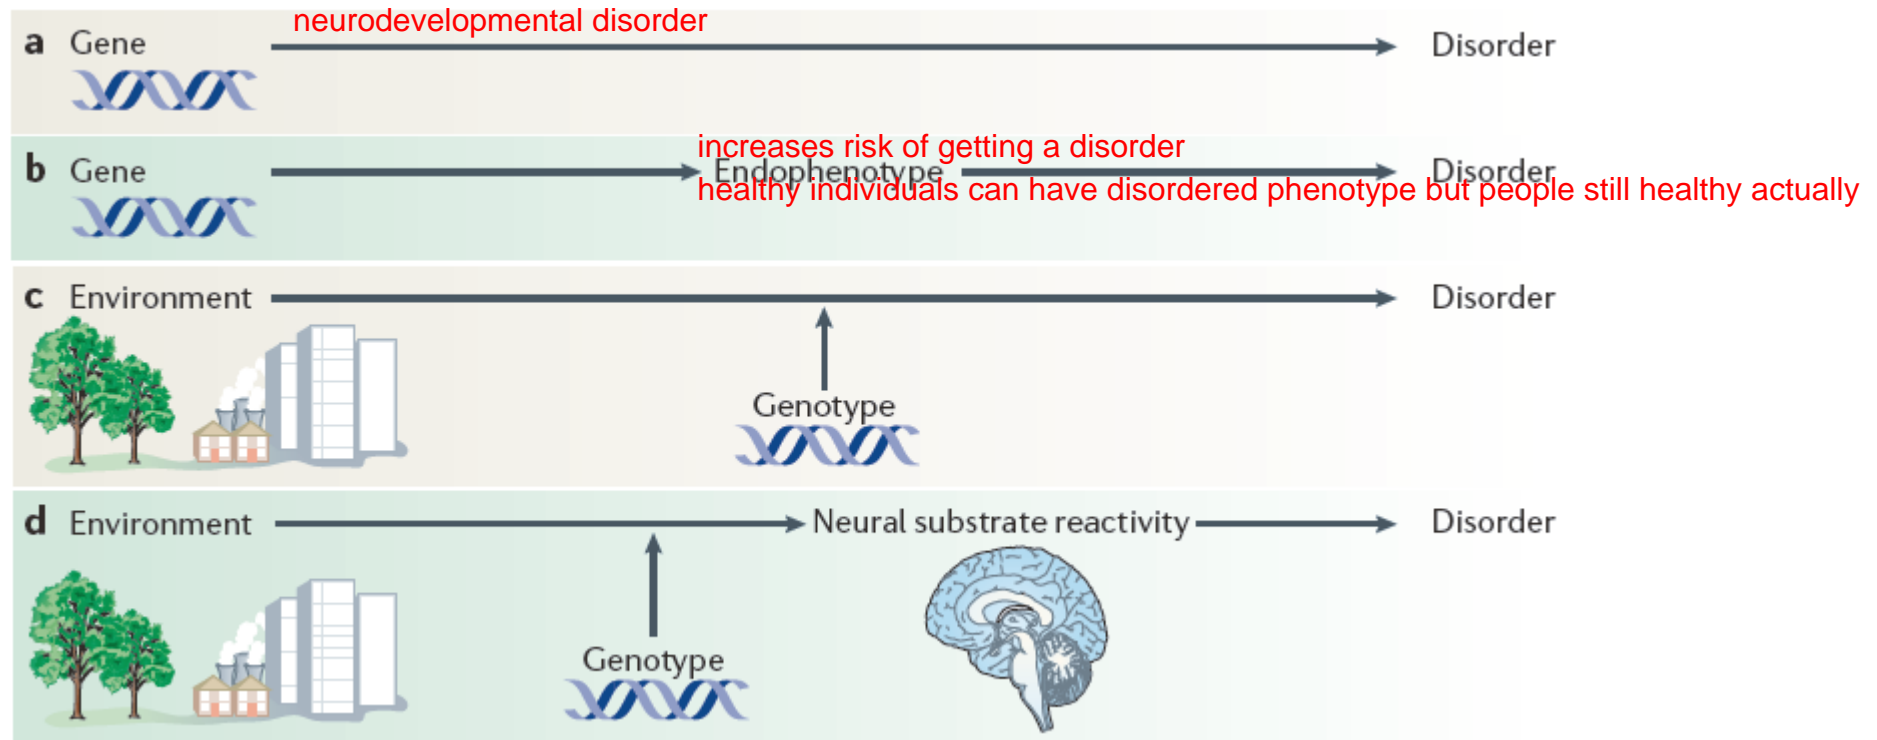 neurodevelopmental disorder
a Gene Disorder
increases risk of getting a disorder
b Gene Endophenotype Disorder
healthy individuals can have disordered phenotype but people still healthy actually
c Environment Disorder
Genotype
d Environment Neural substrate reactivity Disorder
Genotype